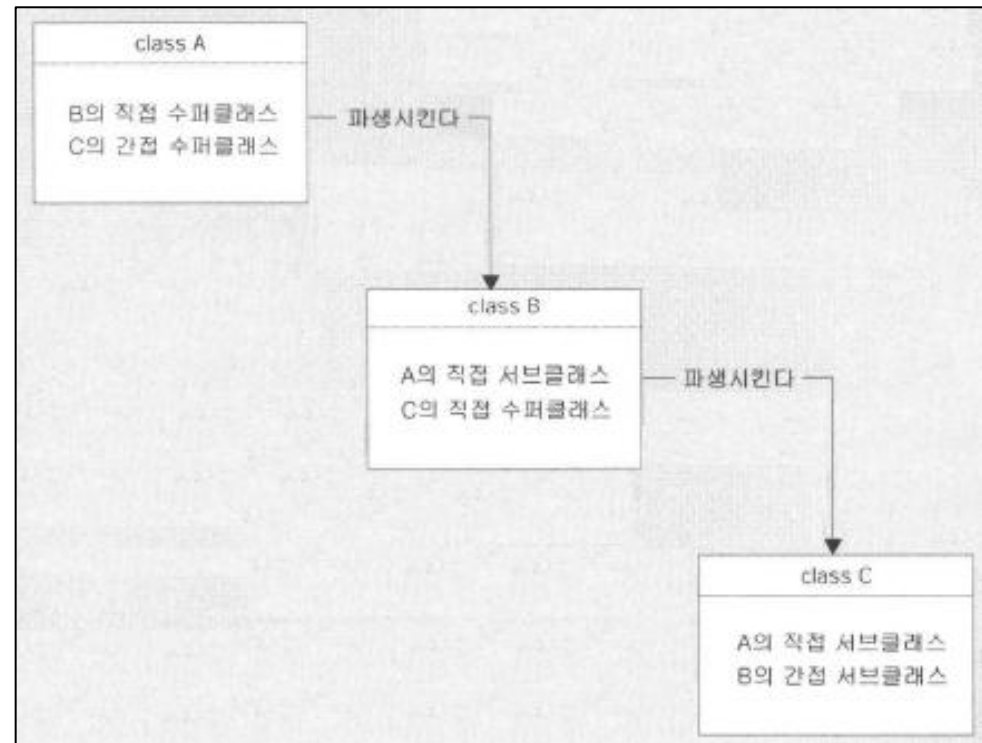 class A
B의 직접 수퍼클래스
C의 간접 수퍼클래스
파생시킨다
class B
A의 직접 서브클래스
C의 직접 수퍼클래스
파생시킨다
class C
A의 직접 서브클래스
B의 간접 서브클래스